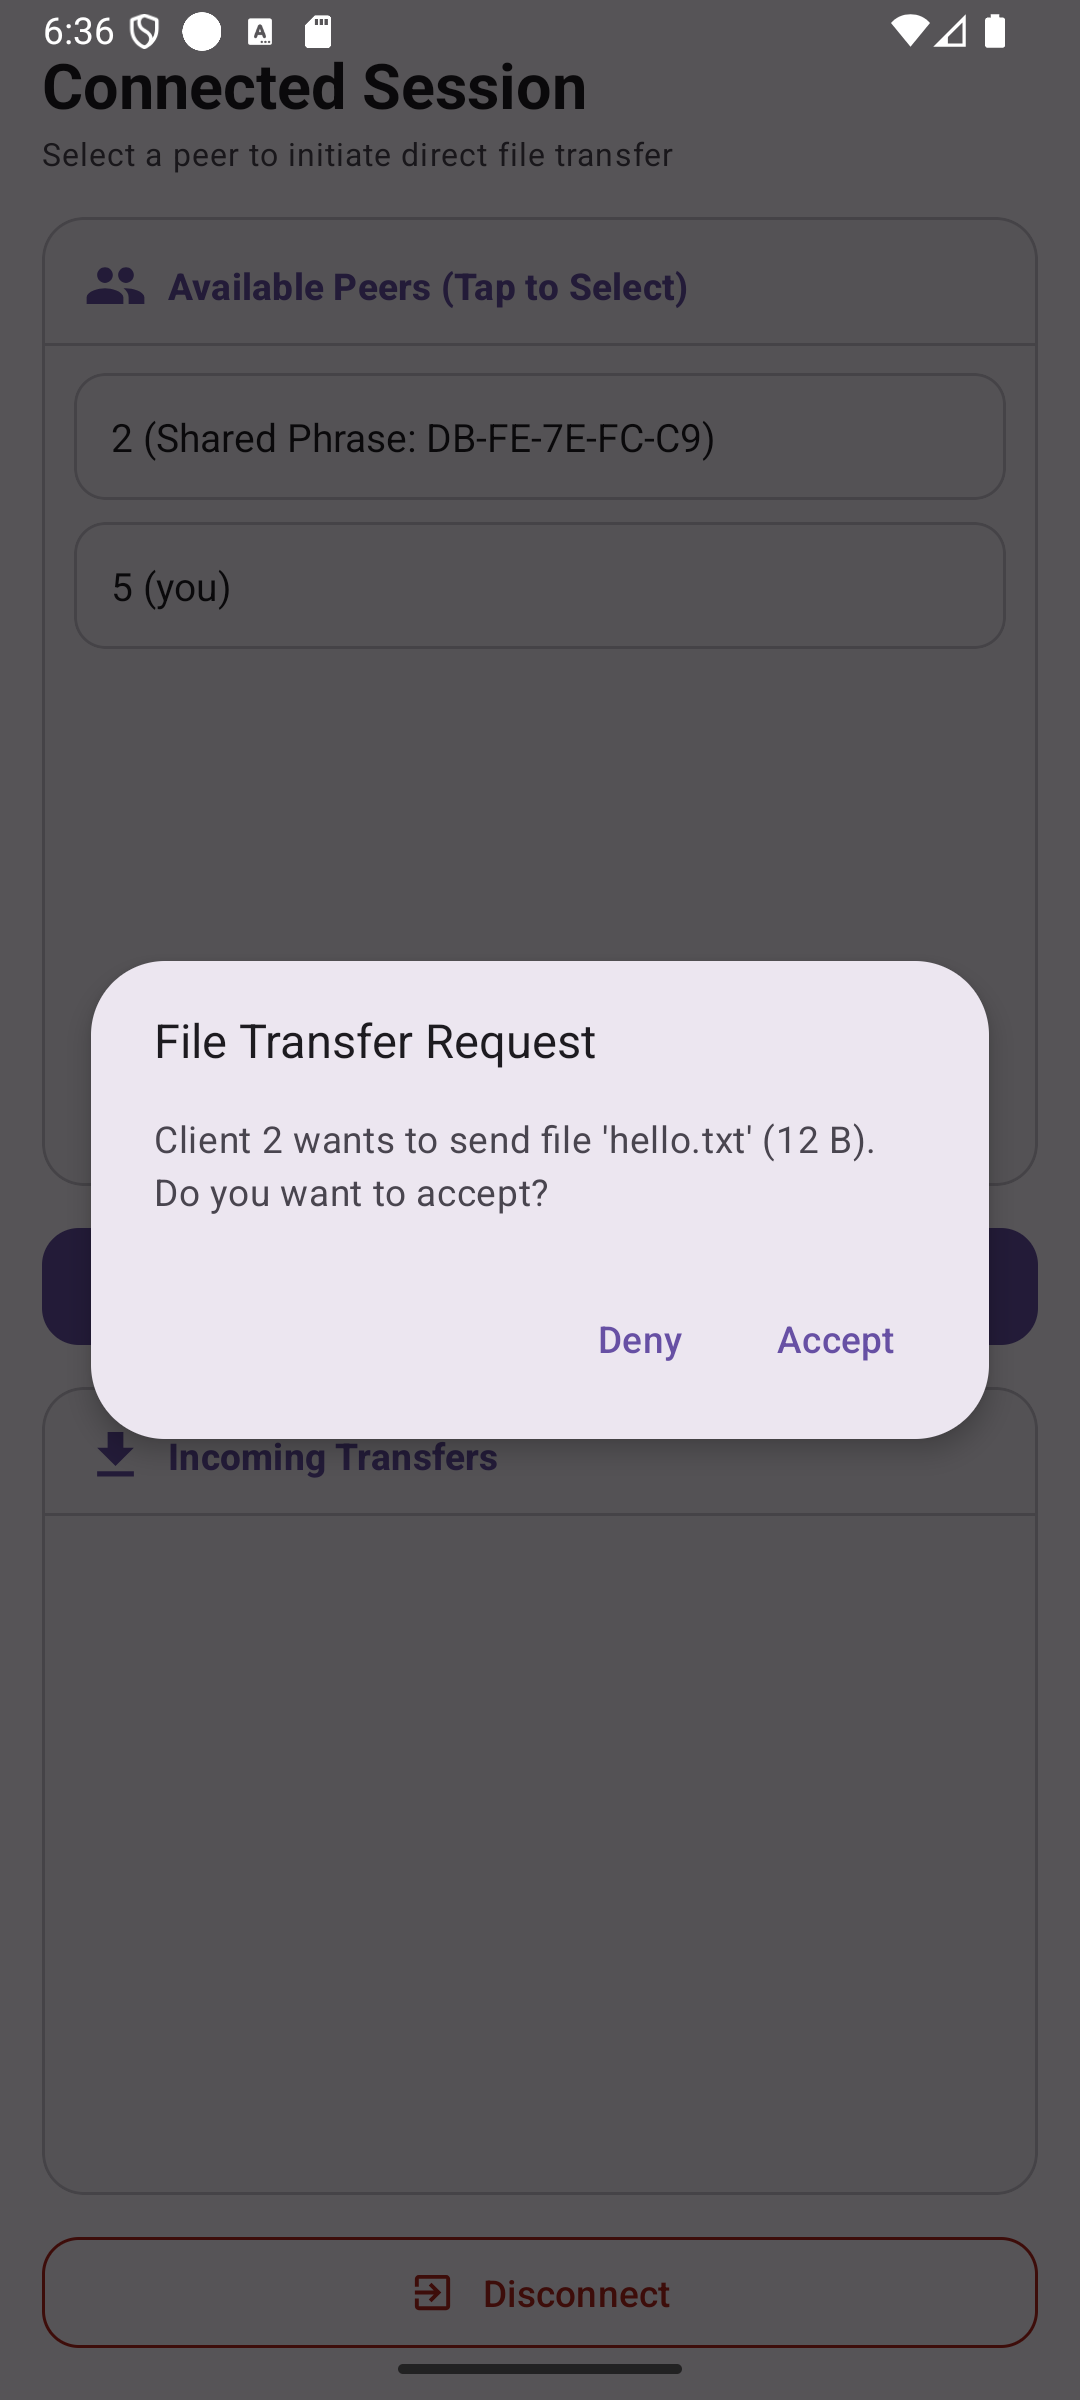 6:36
Connected Session
Select a peer to initiate direct file transfer
Available Peers (Tap to Select)
2 (Shared Phrase: DB-FE-7E-FC-C9)
5 (you)
File Transfer Request
Client 2 wants to send file 'hello.txt' (12 B).
Do you want to accept?
Deny
Accept
Incoming Transfers
Disconnect